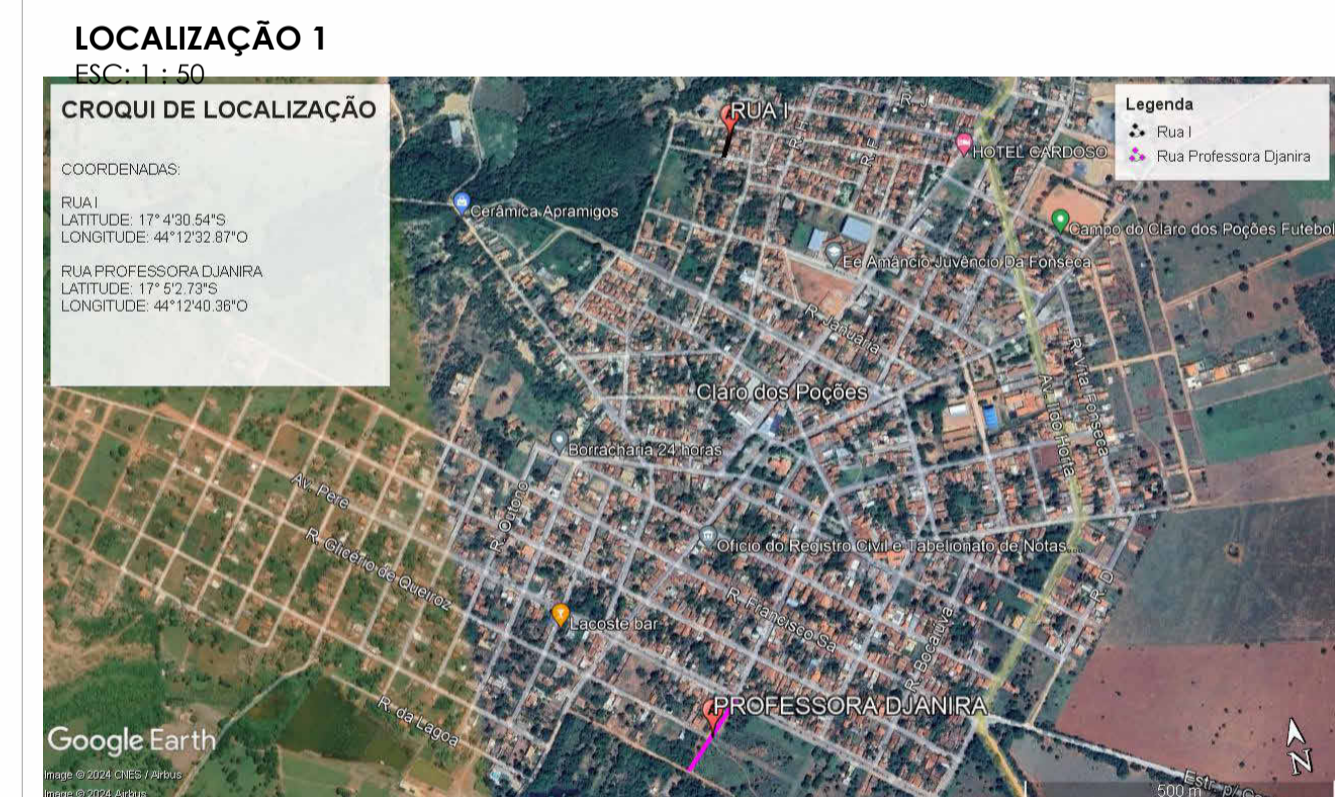 LOCALIZAÇÃO 1
ESC: 1 : 50
CROQUI DE LOCALIZAÇÃO
COORDENADAS:
RUA I
LATITUDE: 17° 4'30.54"S
LONGITUDE: 44°12'32.87"O
RUA PROFESSORA DJANIRA
LATITUDE: 17° 5'2.73"S
LONGITUDE: 44°12'40.36"O
Legenda
Rua I
Rua Professora Djanira
RUA I
R. J
R. E
HOTEL CARDOSO
Cerâmica Apramigos
Campo do Claro dos Poções Futebol
Ee Amâncio Juvêncio Da Fonseca
R. Januária
R. Vita Fonseca
Claro dos Poções
Borracharia 24 horas
Av. Pere
R. Outono
R. Glicério de Queiroz
Ofício do Registro Civil e Tabelionato de Notas...
R. D
R. Francisco Sá
Lacoste bar
R. Bocaiuva
PROFESSORA DJANIRA
R. da Lagoa
Google Earth
Image © 2024 CNES / Airbus
Image © 2024 Airbus
N
500 m
Estr. p/